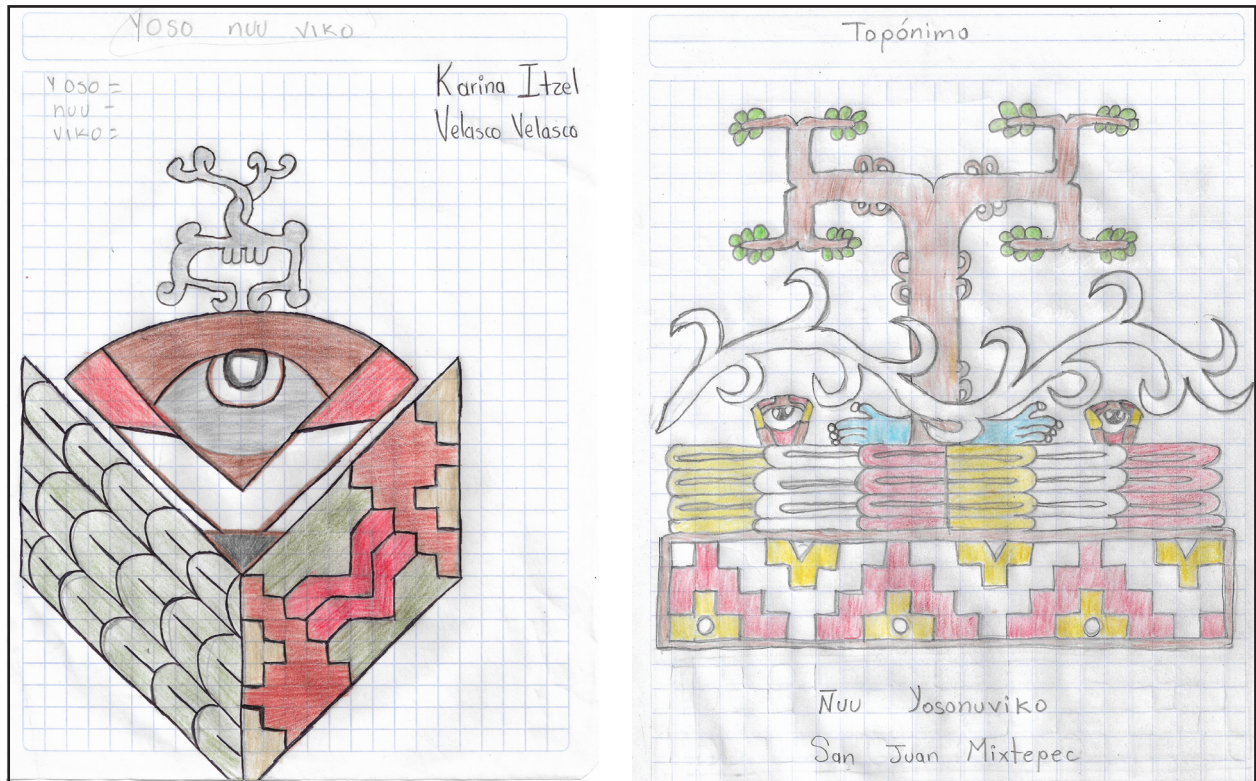 Yoso nuu viko
Yoso =
nuu -
viko =
Karina Itzel
Velasco Velasco
Topónimo
Ñuu Yosonuviko
San Juan Mixtepec